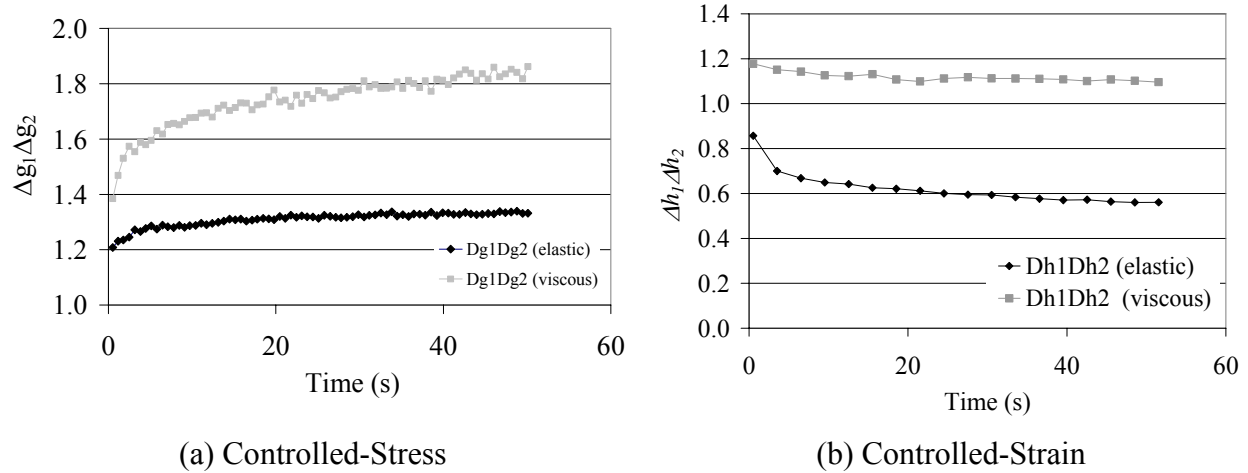 2.0
1.8
1.6
1.4
1.2
1.0
Δg₁Δg₂
Dg1Dg2 (elastic)
Dg1Dg2 (viscous)
0 20 40 60
Time (s)
(a) Controlled-Stress
1.4
1.2
1.0
0.8
0.6
0.4
0.2
0.0
Δh₁Δh₂
Dh1Dh2 (elastic)
Dh1Dh2 (viscous)
0 20 40 60
Time (s)
(b) Controlled-Strain